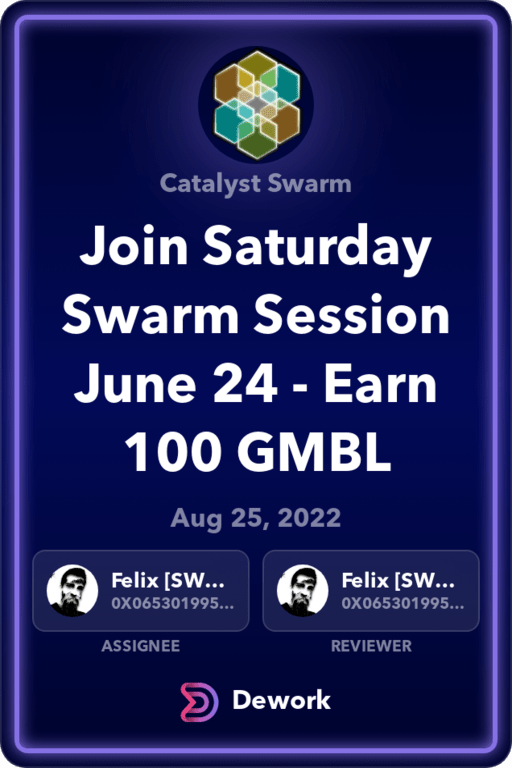 Catalyst Swarm
Join Saturday
Swarm Session
June 24 - Earn
100 GMBL
Aug 25, 2022
Felix [SW...
0X065301995...
Felix [SW...
0X065301995...
ASSIGNEE
REVIEWER
Dework